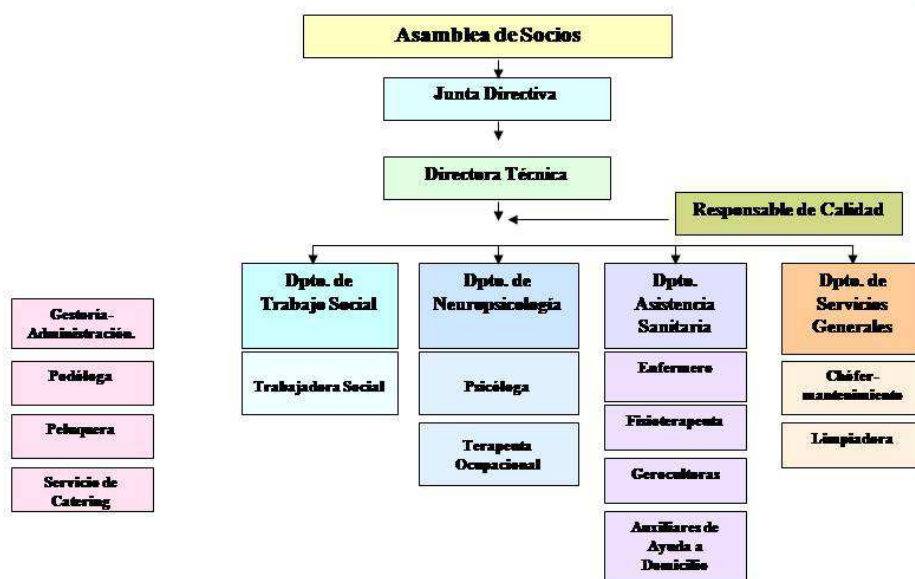 Asamblea de Socios
Junta Directiva
Directora Técnica
Responsable de Calidad
Dpto. de
Trabajo Social
Trabajadora Social
Dpto. de
Neuropsicología
Psicóloga
Terapeuta
Ocupacional
Dpto.
Asistencia
Sanitaria
Enfermero
Fisioterapeuta
Gerocultoras
Auxiliares de
Ayuda a
Domicilio
Dpto. de
Servicios
Generales
Chófer-
mantenimiento
Limpiadora
Gestoría-
Administración.
Podóloga
Peluquera
Servicio de
Catering